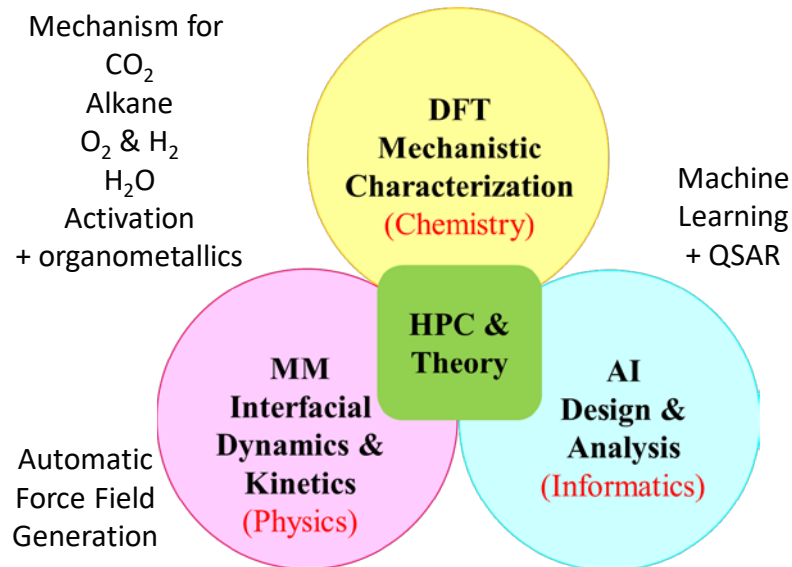 Mechanism for
CO₂
Alkane
O₂ & H₂
H₂O
Activation
+ organometallics
DFT
Mechanistic
Characterization
(Chemistry)
Machine
Learning
+ QSAR
HPC &
Theory
MM
Interfacial
Dynamics &
Kinetics
(Physics)
AI
Design &
Analysis
(Informatics)
Automatic
Force Field
Generation